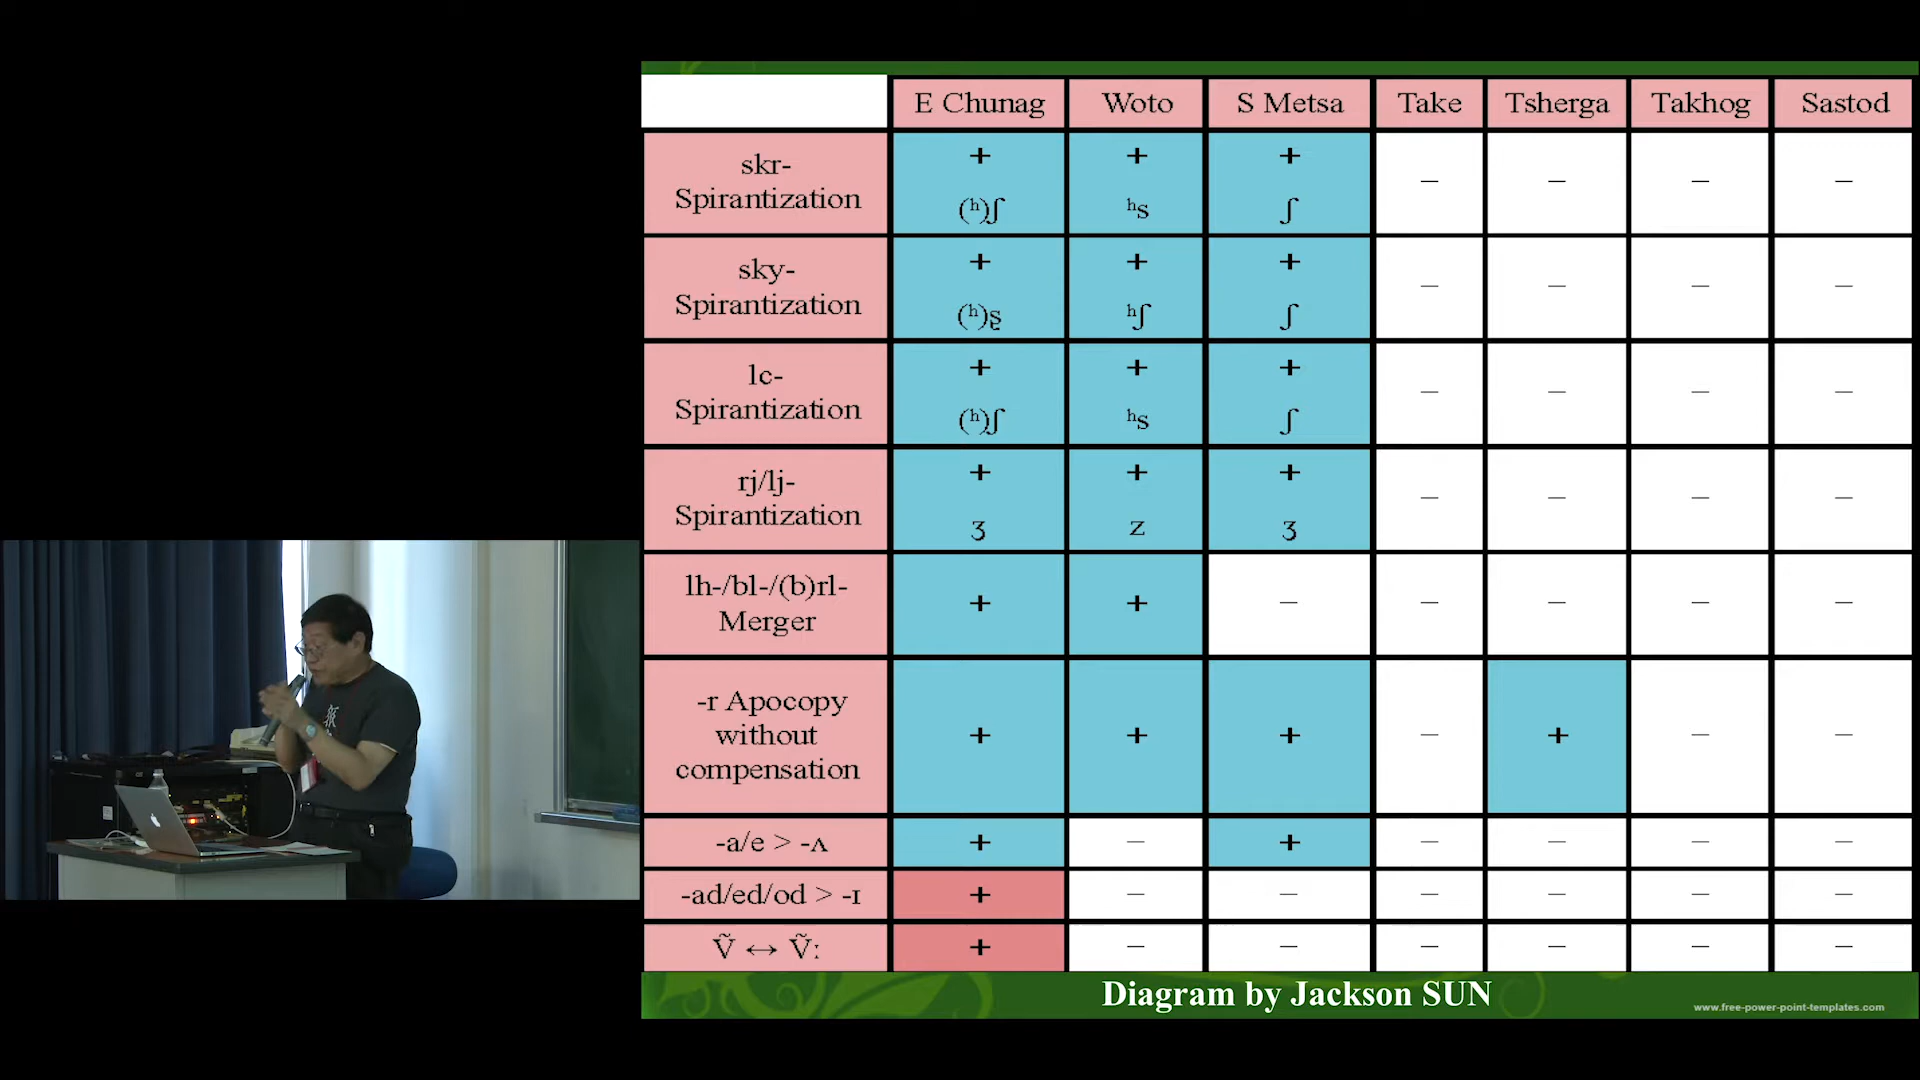 E Chunag Woto S Metsa Take Tsherga Takhog Sastod
skr-
Spirantization
+ + + – – – –
(ʰ)ʃ ʰs ʃ
sky-
Spirantization
+ + + – – – –
(ʰ)ʂ ʰʃ ʃ
lc-
Spirantization
+ + + – – – –
(ʰ)ʃ ʰs ʃ
rj/lj-
Spirantization
+ + + – – – –
ʒ z ʒ
lh-/bl-/(b)rl-
Merger
+ + – – – – –
-r Apocopy
without
compensation
+ + + – + – –
-a/e > -ʌ + – + – – – –
-ad/ed/od > -ɪ + – – – – – –
Ṽ ↔ Ṽː + – – – – – –
Diagram by Jackson SUN
www.free-power-point-templates.com